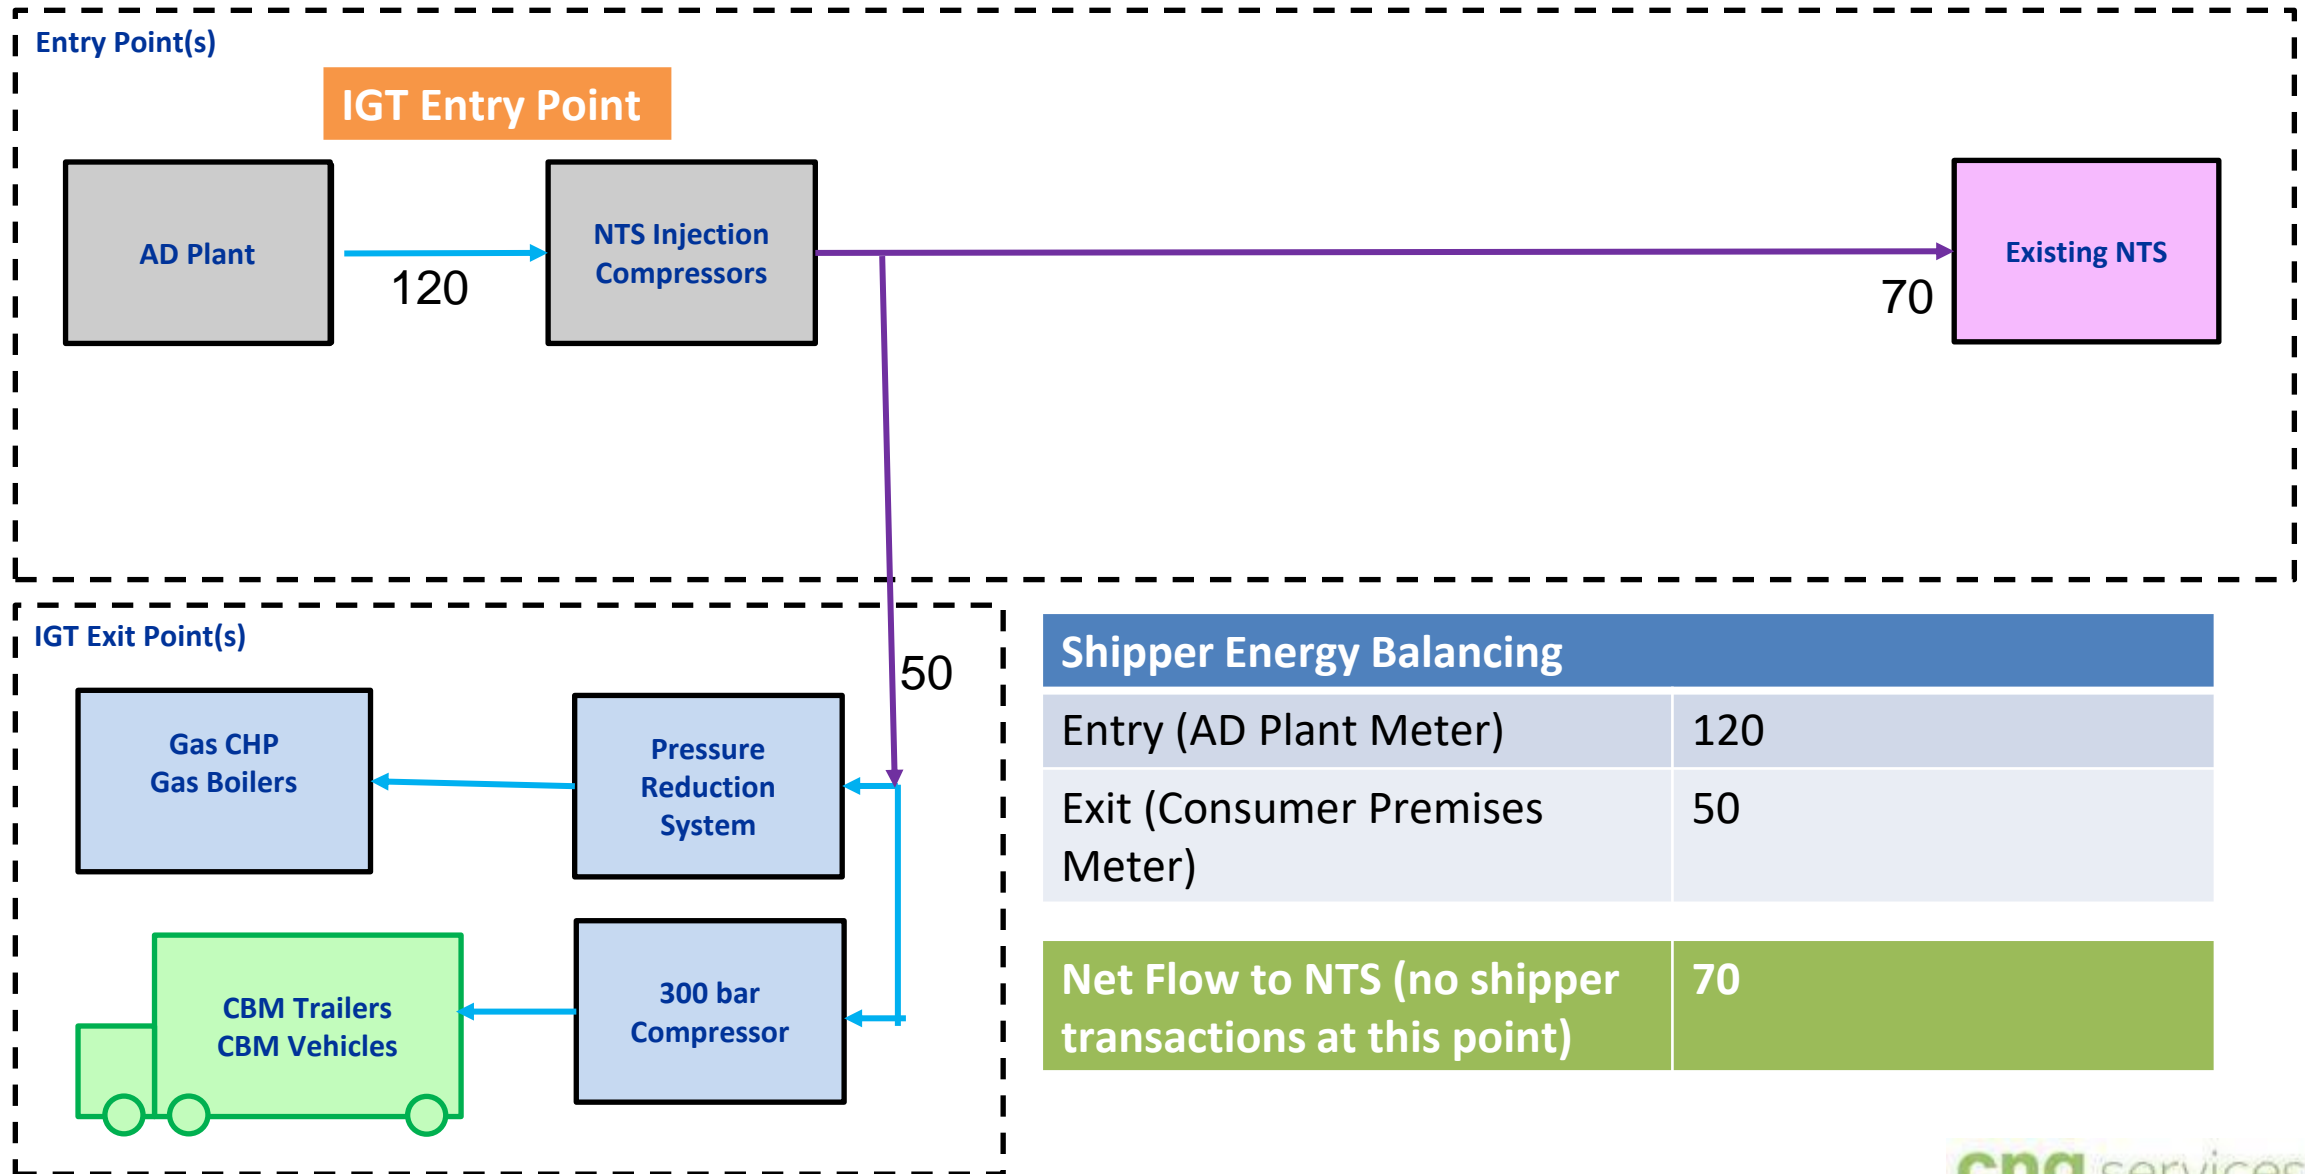 Entry Point(s)
IGT Entry Point
AD Plant
120
NTS Injection
Compressors
70
Existing NTS
IGT Exit Point(s)
50
Gas CHP
Gas Boilers
Pressure
Reduction
System
CBM Trailers
CBM Vehicles
300 bar
Compressor
Shipper Energy Balancing
Entry (AD Plant Meter) 120
Exit (Consumer Premises 50
Meter)
Net Flow to NTS (no shipper 70
transactions at this point)
cng services